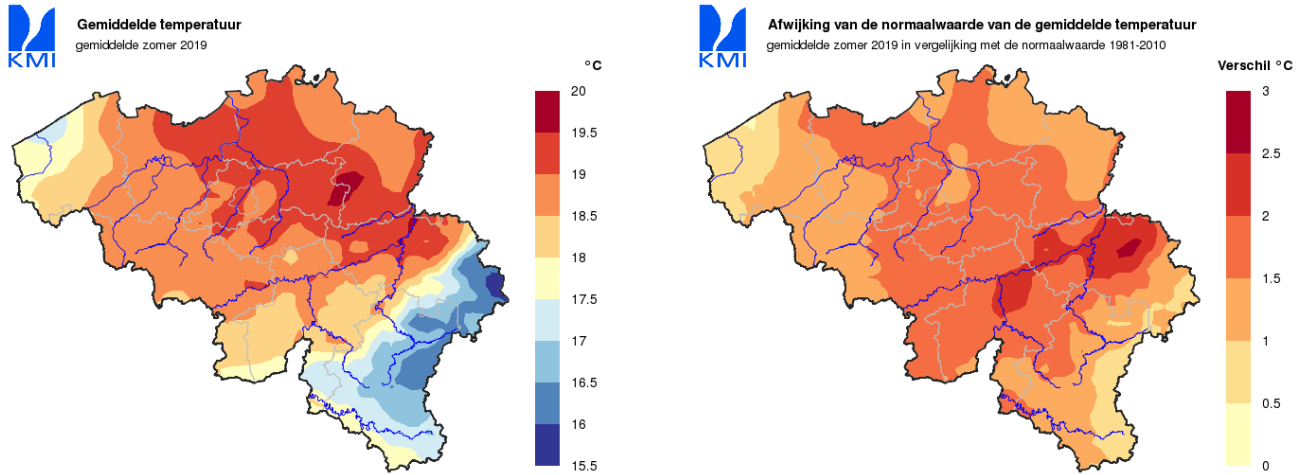 KMI
Gemiddelde temperatuur
gemiddelde zomer 2019
°C
20
19.5
19
18.5
18
17.5
17
16.5
16
15.5
KMI
Afwijking van de normaalwaarde van de gemiddelde temperatuur
gemiddelde zomer 2019 in vergelijking met de normaalwaarde 1981-2010
Verschil °C
3
2.5
2
1.5
1
0.5
0